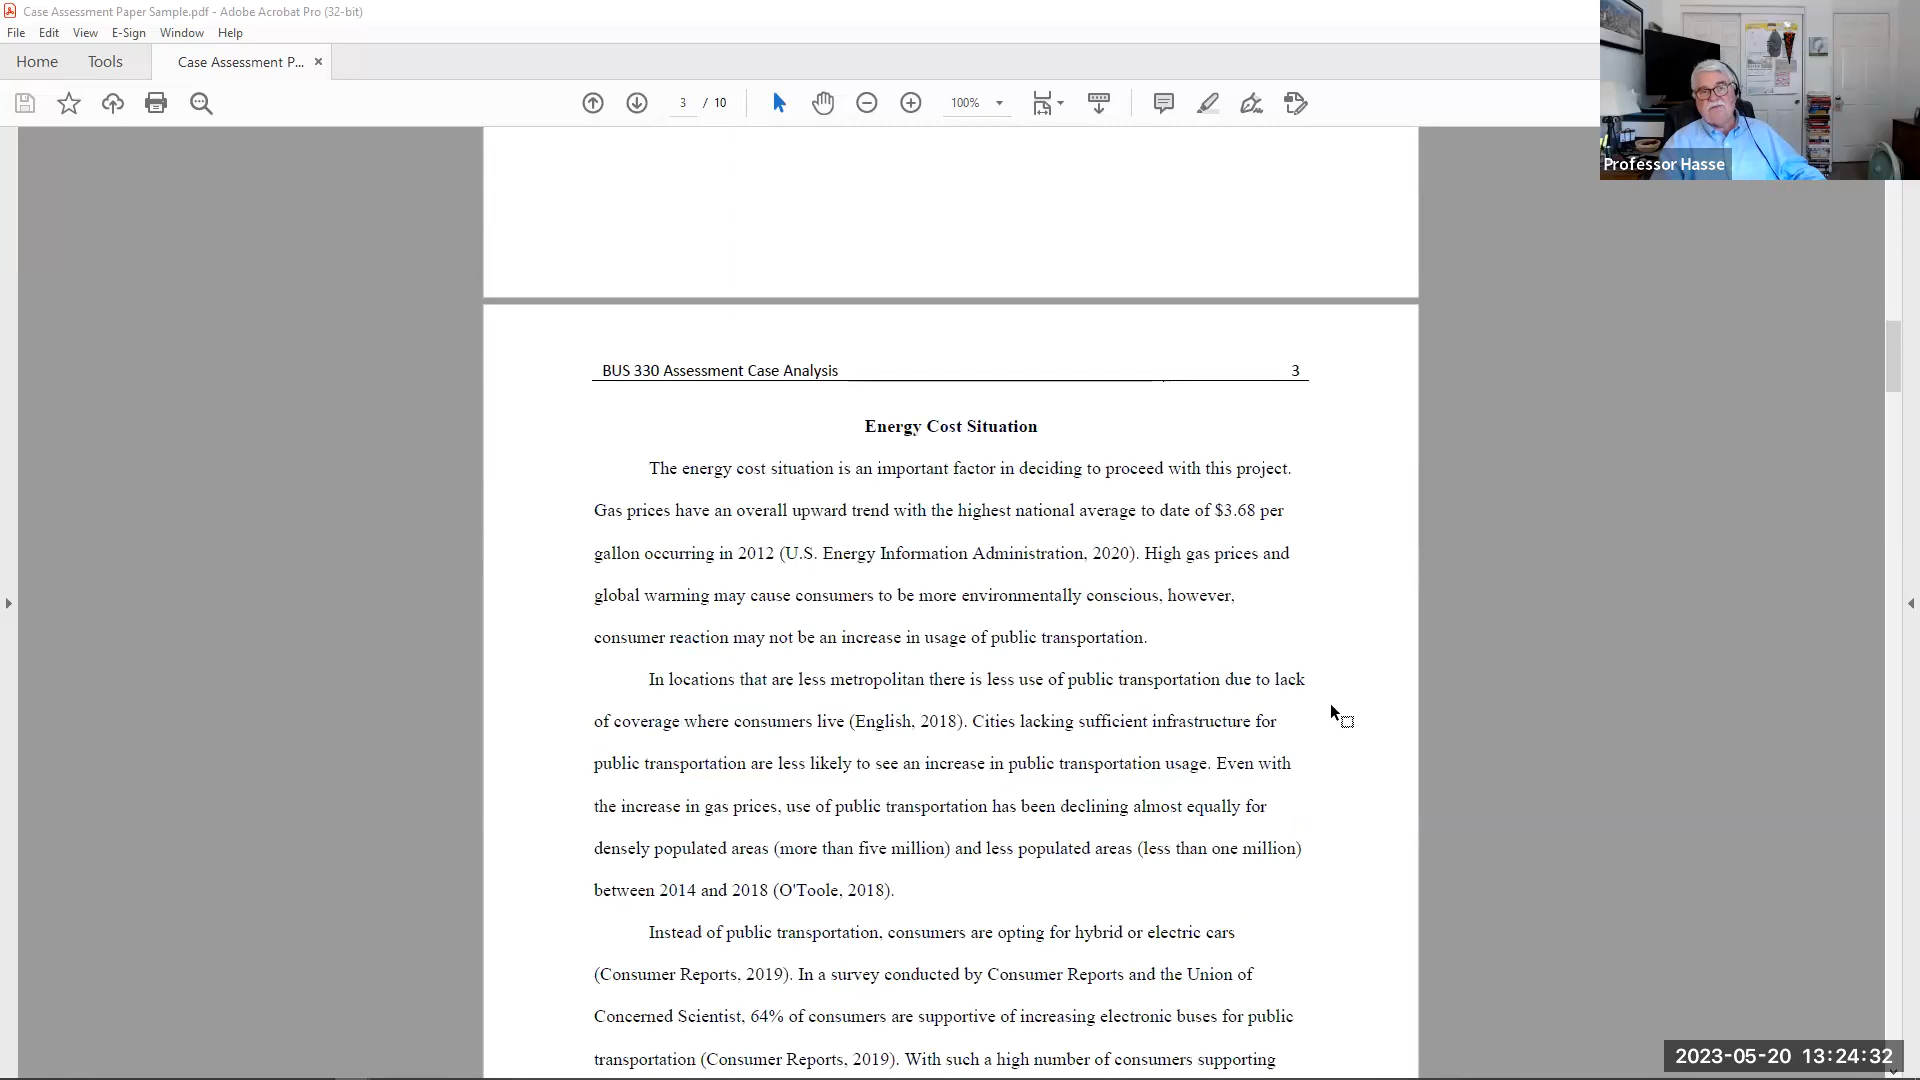 Case Assessment Paper Sample.pdf - Adobe Acrobat Pro (32-bit)
File Edit View E-Sign Window Help
Home Tools Case Assessment P... ×
3 / 10 100%
Professor Hasse
BUS 330 Assessment Case Analysis 3
Energy Cost Situation
The energy cost situation is an important factor in deciding to proceed with this project.
Gas prices have an overall upward trend with the highest national average to date of $3.68 per
gallon occurring in 2012 (U.S. Energy Information Administration, 2020). High gas prices and
global warming may cause consumers to be more environmentally conscious, however,
consumer reaction may not be an increase in usage of public transportation.
In locations that are less metropolitan there is less use of public transportation due to lack
of coverage where consumers live (English, 2018). Cities lacking sufficient infrastructure for
public transportation are less likely to see an increase in public transportation usage. Even with
the increase in gas prices, use of public transportation has been declining almost equally for
densely populated areas (more than five million) and less populated areas (less than one million)
between 2014 and 2018 (O'Toole, 2018).
Instead of public transportation, consumers are opting for hybrid or electric cars
(Consumer Reports, 2019). In a survey conducted by Consumer Reports and the Union of
Concerned Scientist, 64% of consumers are supportive of increasing electronic buses for public
transportation (Consumer Reports, 2019). With such a high number of consumers supporting
2023-05-20 13:24:32